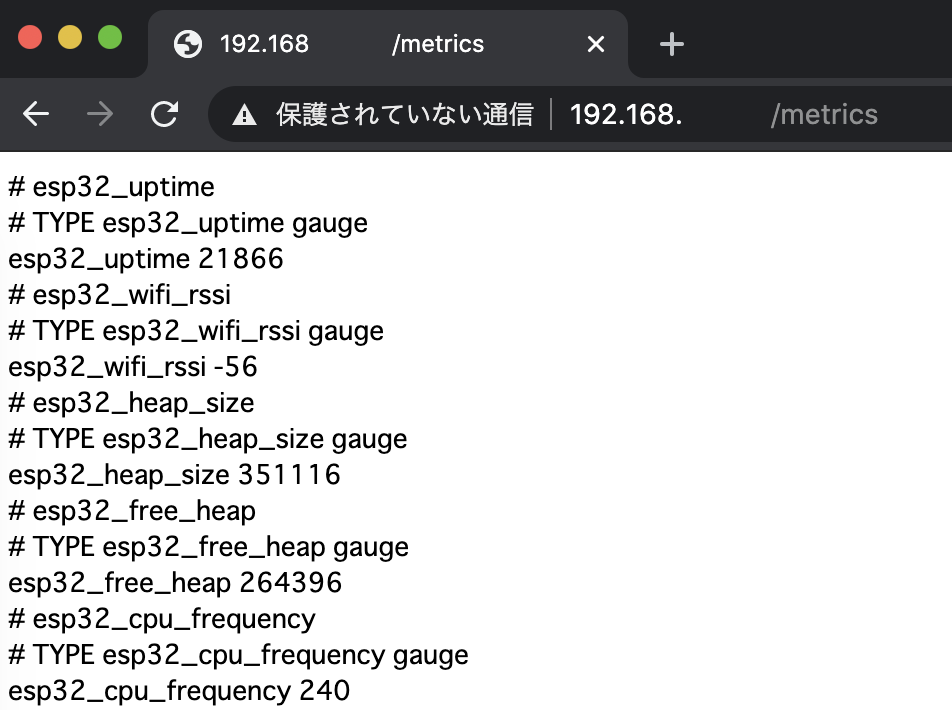 192.168 /metrics
保護されていない通信 192.168. /metrics
# esp32_uptime
# TYPE esp32_uptime gauge
esp32_uptime 21866
# esp32_wifi_rssi
# TYPE esp32_wifi_rssi gauge
esp32_wifi_rssi -56
# esp32_heap_size
# TYPE esp32_heap_size gauge
esp32_heap_size 351116
# esp32_free_heap
# TYPE esp32_free_heap gauge
esp32_free_heap 264396
# esp32_cpu_frequency
# TYPE esp32_cpu_frequency gauge
esp32_cpu_frequency 240